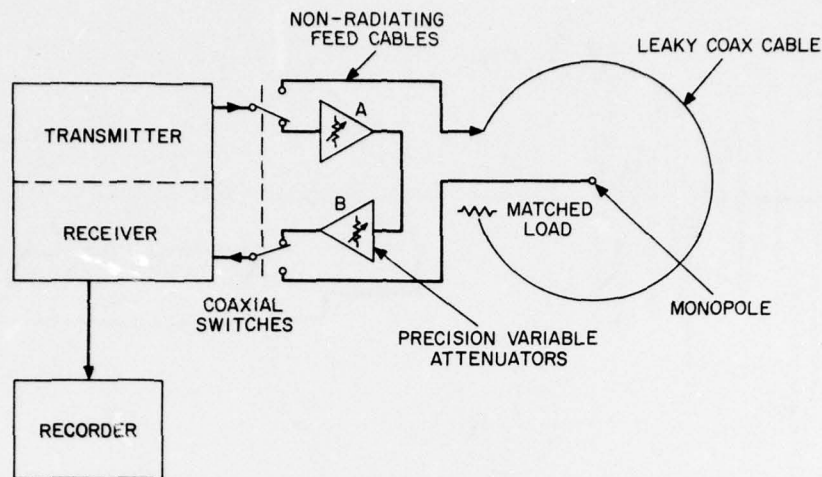 NON-RADIATING
FEED CABLES
LEAKY COAX CABLE
TRANSMITTER
A
B
RECEIVER
MATCHED
LOAD
COAXIAL
SWITCHES
MONOPOLE
PRECISION VARIABLE
ATTENUATORS
RECORDER